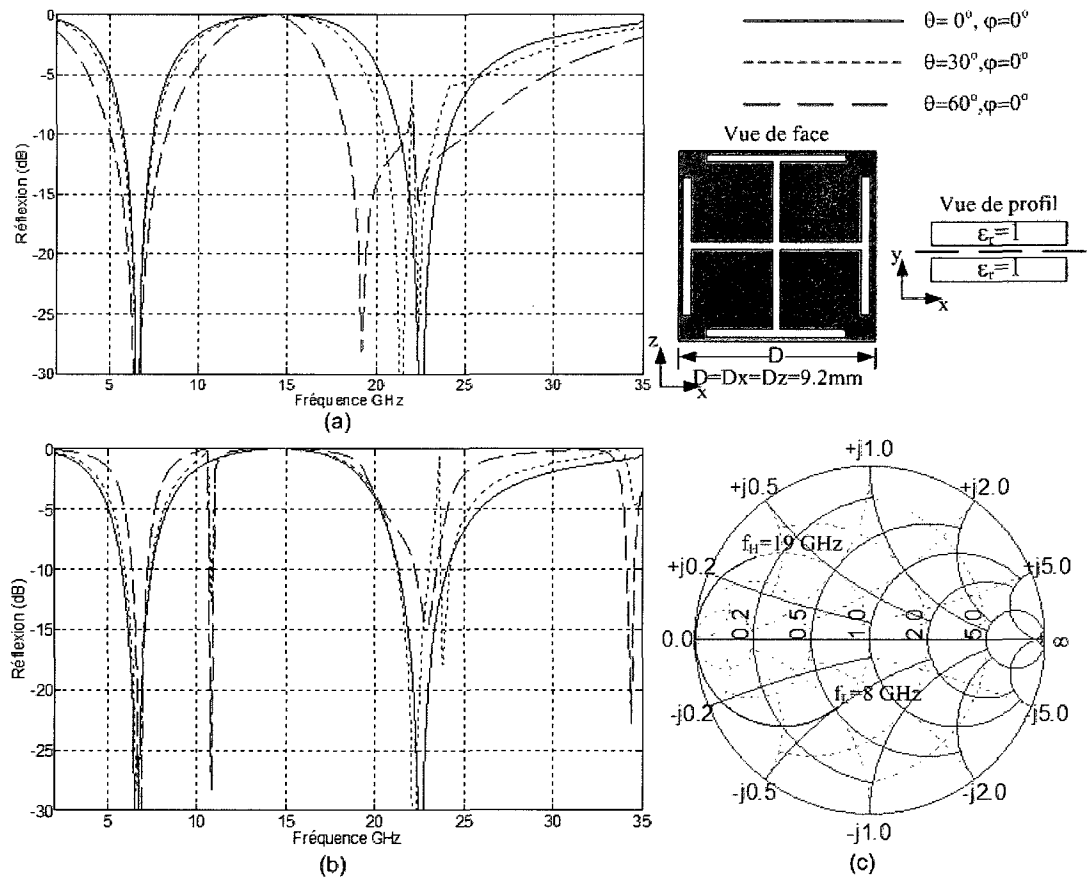 0
-5
-10
-15
-20
-25
-30
Réflexion (dB)
5 10 15 20 25 30 35
Fréquence GHz
(a)
θ= 0°, φ=0°
θ=30°,φ=0°
θ=60°,φ=0°
Vue de face
Vue de profil
εr=1
εr=1
y
x
z
x
D
D=Dx=Dz=9.2mm
0
-5
-10
-15
-20
-25
-30
Réflexion (dB)
5 10 15 20 25 30 35
Fréquence GHz
(b)
+j1.0
+j0.5 +j2.0
fH=19 GHz
+j0.2 +j5.0
0.0 0.2 0.5 1.0 2.0 5.0 ∞
fL=8 GHz
-j0.2 -j5.0
-j0.5 -j2.0
-j1.0
(c)